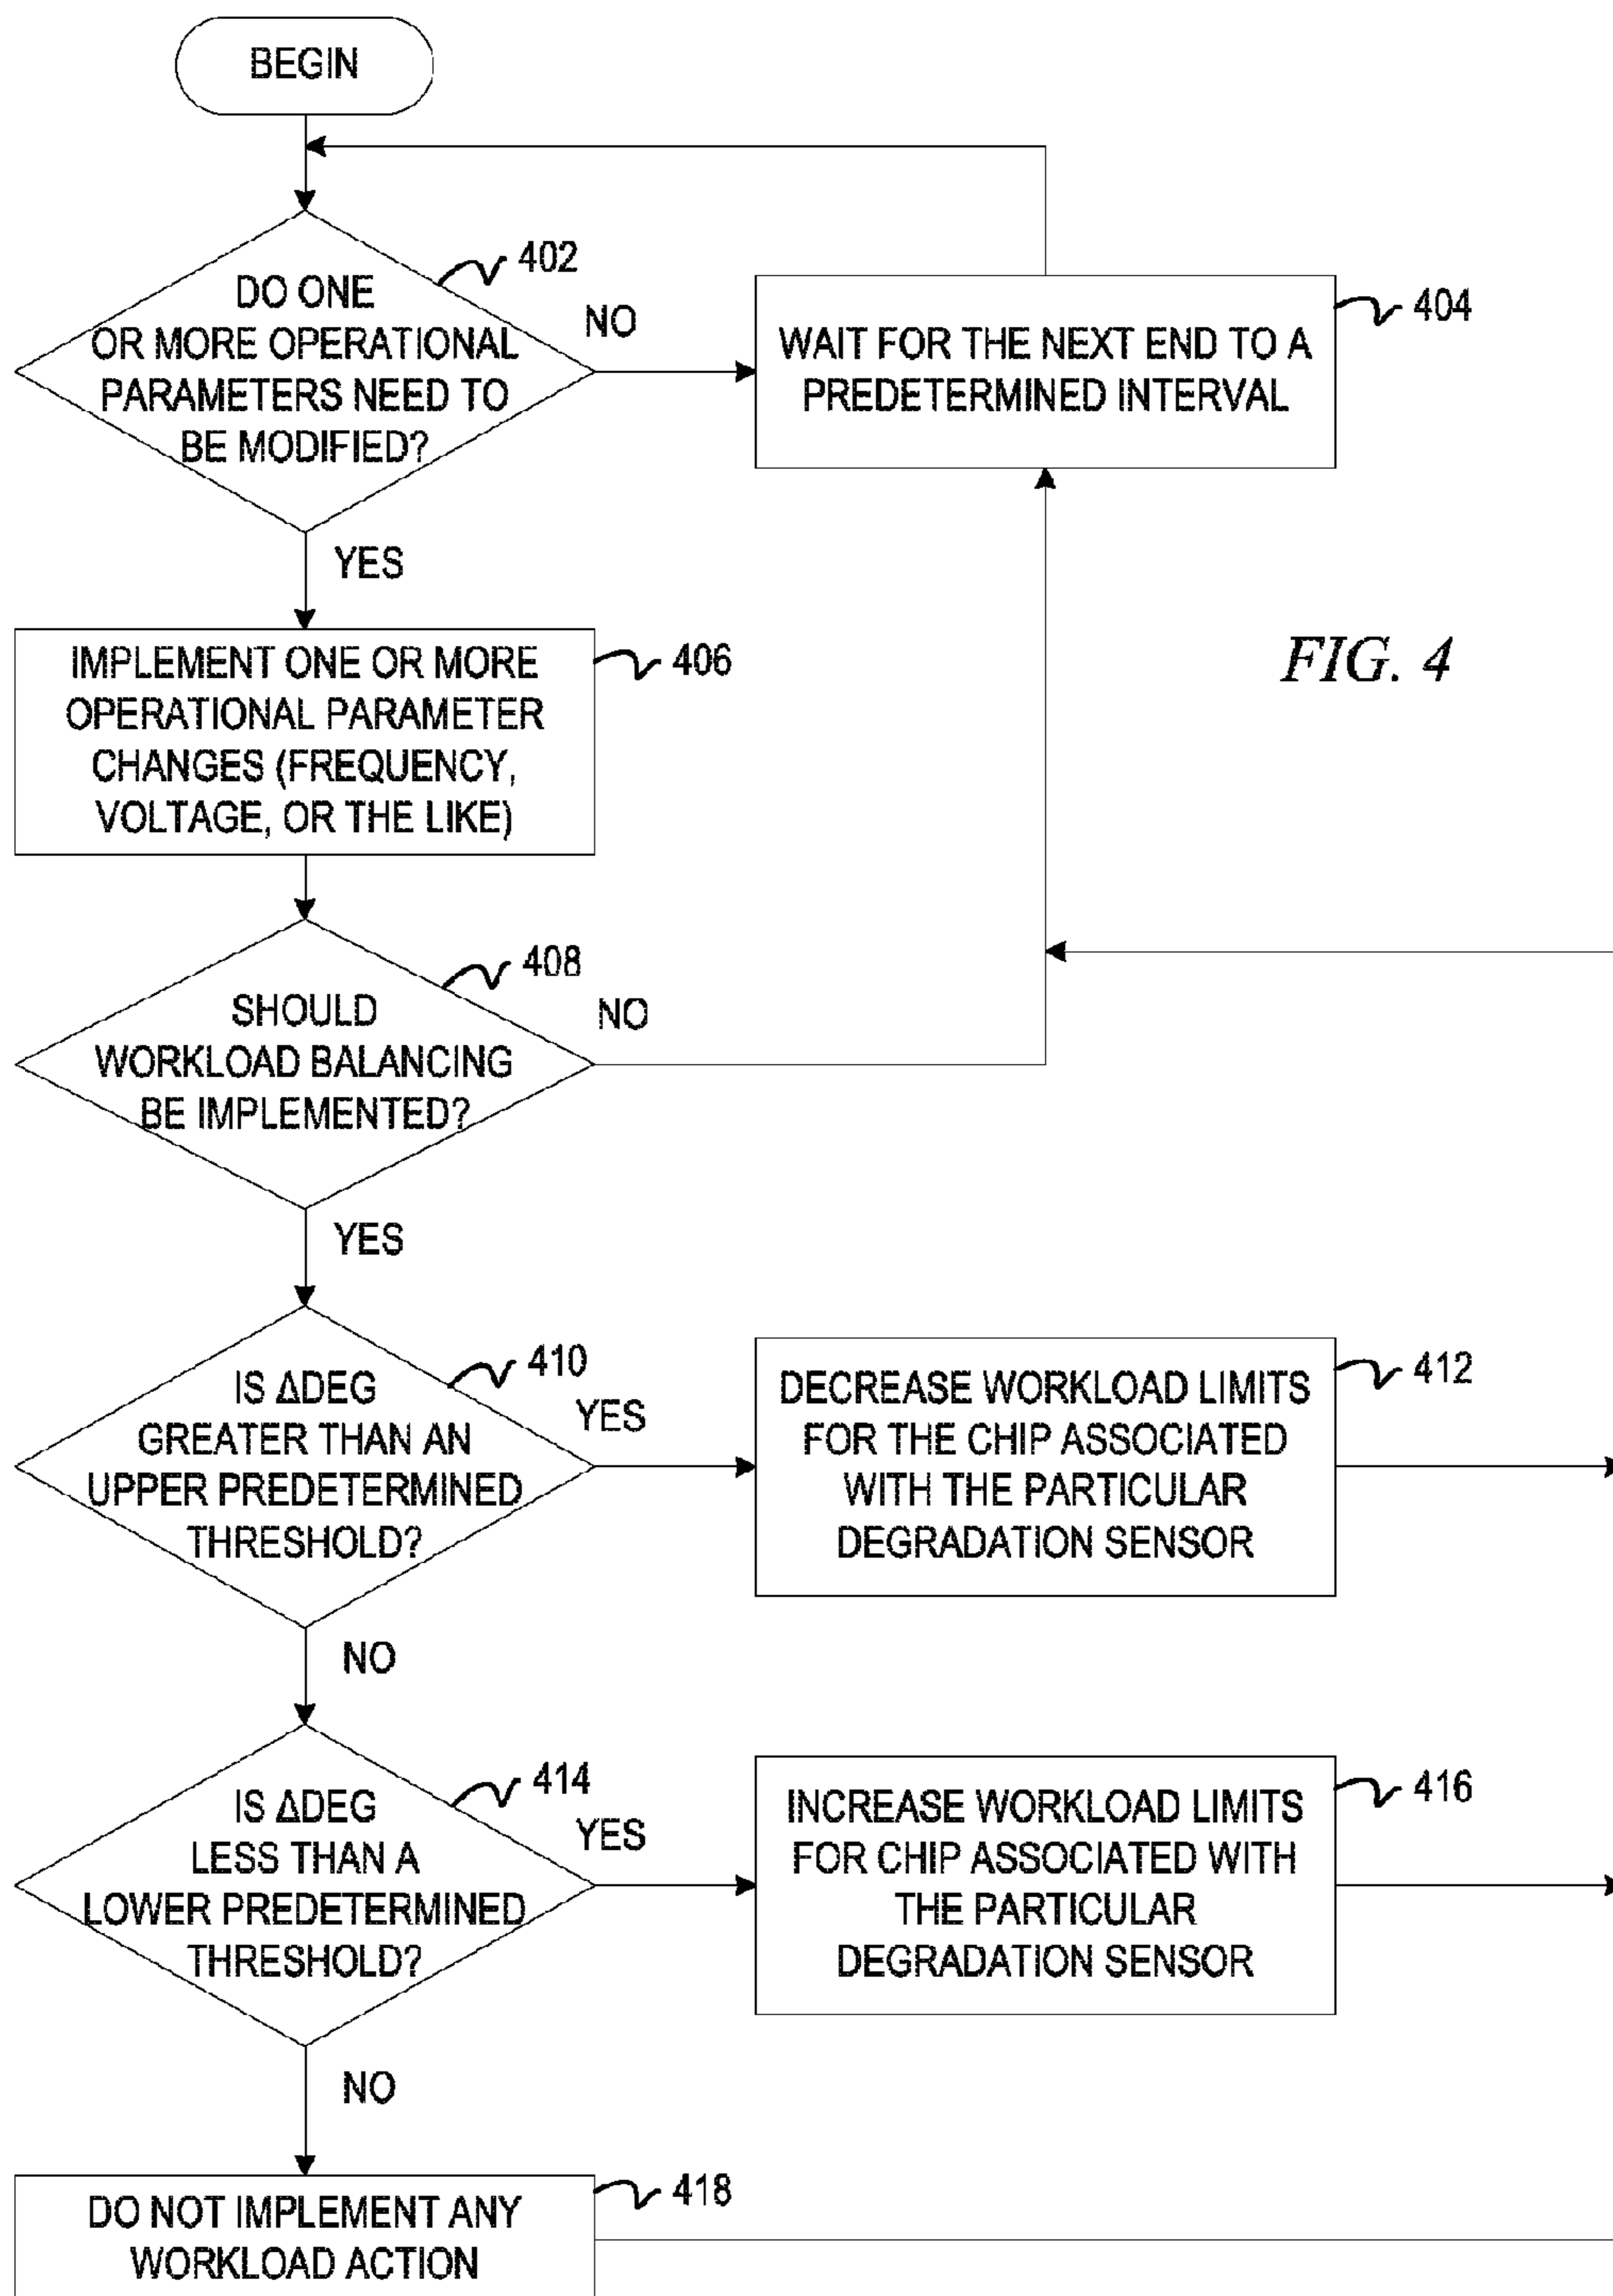 BEGIN
402
DO ONE
OR MORE OPERATIONAL
PARAMETERS NEED TO
BE MODIFIED?
NO
404
WAIT FOR THE NEXT END TO A
PREDETERMINED INTERVAL
YES
406
IMPLEMENT ONE OR MORE
OPERATIONAL PARAMETER
CHANGES (FREQUENCY,
VOLTAGE, OR THE LIKE)
FIG. 4
408
SHOULD
WORKLOAD BALANCING
BE IMPLEMENTED?
NO
YES
410
IS ΔDEG
GREATER THAN AN
UPPER PREDETERMINED
THRESHOLD?
YES
412
DECREASE WORKLOAD LIMITS
FOR THE CHIP ASSOCIATED
WITH THE PARTICULAR
DEGRADATION SENSOR
NO
414
IS ΔDEG
LESS THAN A
LOWER PREDETERMINED
THRESHOLD?
YES
416
INCREASE WORKLOAD LIMITS
FOR CHIP ASSOCIATED WITH
THE PARTICULAR
DEGRADATION SENSOR
NO
418
DO NOT IMPLEMENT ANY
WORKLOAD ACTION